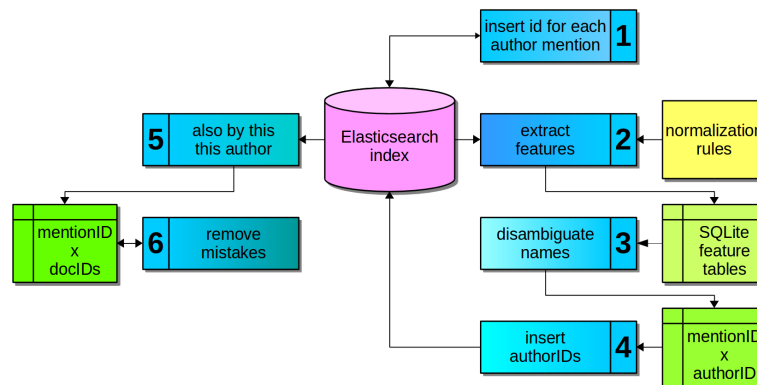 insert id for each
author mention
1
5
also by this
this author
Elasticsearch
index
extract
features
2
normalization
rules
mentionID
x
docIDs
6
remove
mistakes
disambiguate
names
3
SQLite
feature
tables
insert
authorIDs
4
mentionID
x
authorID